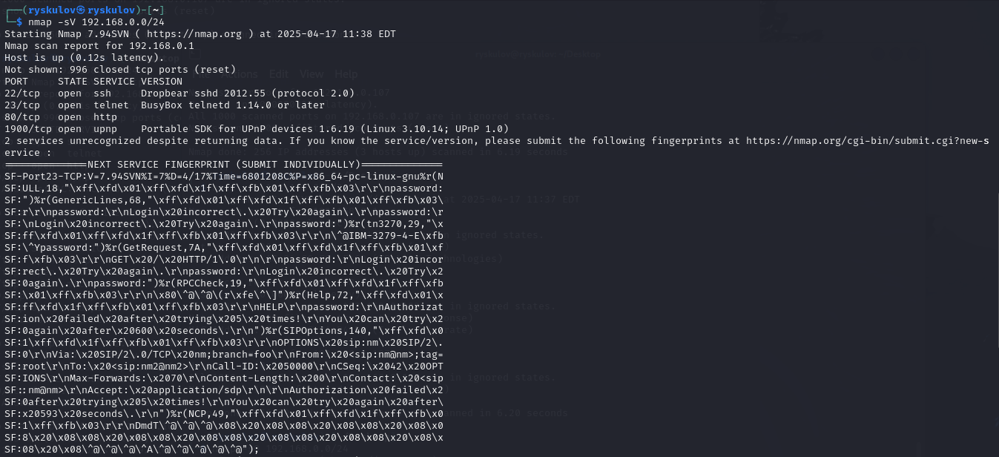 ┌──(ryskulov㉿ryskulov)-[~]
└─$ nmap -sV 192.168.0.0/24
Starting Nmap 7.94SVN ( https://nmap.org ) at 2025-04-17 11:38 EDT
Nmap scan report for 192.168.0.1
Host is up (0.12s latency).
Not shown: 996 closed tcp ports (reset)
PORT     STATE SERVICE VERSION
22/tcp   open  ssh     Dropbear sshd 2012.55 (protocol 2.0)
23/tcp   open  telnet  BusyBox telnetd 1.14.0 or later
80/tcp   open  http
1900/tcp open  upnp    Portable SDK for UPnP devices 1.6.19 (Linux 3.10.14; UPnP 1.0)
2 services unrecognized despite returning data. If you know the service/version, please submit the following fingerprints at https://nmap.org/cgi-bin/submit.cgi?new-s
ervice :
==============NEXT SERVICE FINGERPRINT (SUBMIT INDIVIDUALLY)==============
SF-Port23-TCP:V=7.94SVN%I=7%D=4/17%Time=6801208C%P=x86_64-pc-linux-gnu%r(N
SF:ULL,18,"\xff\xfd\x01\xff\xfd\x1f\xff\xfb\x01\xff\xfb\x03\r\r\npassword:
SF:")%r(GenericLines,68,"\xff\xfd\x01\xff\xfd\x1f\xff\xfb\x01\xff\xfb\x03\
SF:r\r\npassword:\r\nLogin\x20incorrect\.\x20Try\x20again\.\r\npassword:\r
SF:\nLogin\x20incorrect\.\x20Try\x20again\.\r\npassword:")%r(tn3270,29,"\x
SF:ff\xfd\x01\xff\xfd\x1f\xff\xfb\x01\xff\xfb\x03\r\r\n\^@IBM-3279-4-E\xfb
SF:\^Ypassword:")%r(GetRequest,7A,"\xff\xfd\x01\xff\xfd\x1f\xff\xfb\x01\xf
SF:f\xfb\x03\r\r\nGET\x20/\x20HTTP/1\.0\r\n\r\npassword:\r\nLogin\x20incor
SF:rect\.\x20Try\x20again\.\r\npassword:\r\nLogin\x20incorrect\.\x20Try\x2
SF:0again\.\r\npassword:")%r(RPCCheck,19,"\xff\xfd\x01\xff\xfd\x1f\xff\xfb
SF:\x01\xff\xfb\x03\r\r\n\x80\^@\^@\(r\xfe\^\]")%r(Help,72,"\xff\xfd\x01\x
SF:ff\xfd\x1f\xff\xfb\x01\xff\xfb\x03\r\r\nHELP\r\npassword:\r\nAuthorizat
SF:ion\x20failed\x20after\x20trying\x205\x20times!\r\nYou\x20can\x20try\x2
SF:0again\x20after\x20600\x20seconds\.\r\n")%r(SIPOptions,140,"\xff\xfd\x0
SF:1\xff\xfd\x1f\xff\xfb\x01\xff\xfb\x03\r\r\nOPTIONS\x20sip:nm\x20SIP/2\.
SF:0\r\nVia:\x20SIP/2\.0/TCP\x20nm;branch=foo\r\nFrom:\x20<sip:nm@nm>;tag=
SF:root\r\nTo:\x20<sip:nm2@nm2>\r\nCall-ID:\x2050000\r\nCSeq:\x2042\x20OPT
SF:IONS\r\nMax-Forwards:\x2070\r\nContent-Length:\x200\r\nContact:\x20<sip
SF::nm@nm>\r\nAccept:\x20application/sdp\r\n\r\nAuthorization\x20failed\x2
SF:0after\x20trying\x205\x20times!\r\nYou\x20can\x20try\x20again\x20after\
SF:x20593\x20seconds\.\r\n")%r(NCP,49,"\xff\xfd\x01\xff\xfd\x1f\xff\xfb\x0
SF:1\xff\xfb\x03\r\r\nDmdT\^@\^@\^@\x08\x20\x08\x08\x20\x08\x08\x20\x08\x0
SF:8\x20\x08\x08\x20\x08\x08\x20\x08\x08\x20\x08\x08\x20\x08\x08\x20\x08\x
SF:08\x20\x08\^@\^@\^@\^A\^@\^@\^@\^@\^@");